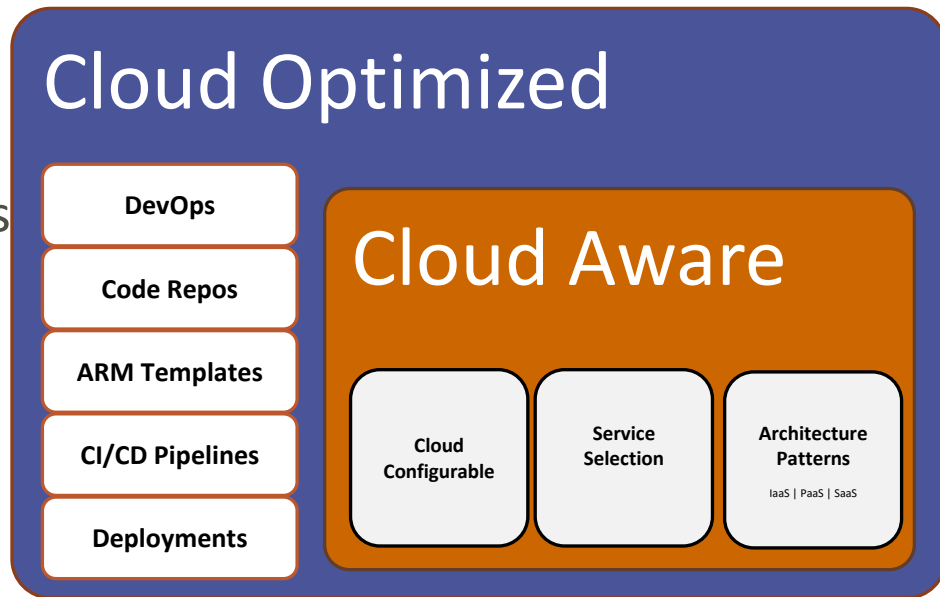 Cloud Optimized
s
DevOps
Code Repos
ARM Templates
CI/CD Pipelines
Deployments
Cloud Aware
Cloud
Configurable
Service
Selection
Architecture
Patterns
IaaS | PaaS | SaaS